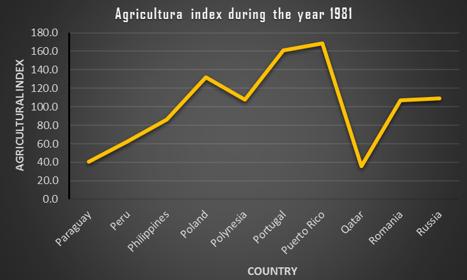 Agricultura index during the year 1981
AGRICULTURAL INDEX
180.0
160.0
140.0
120.0
100.0
80.0
60.0
40.0
20.0
0.0
Paraguay
Peru
Philippines
Poland
Polynesia
Portugal
Puerto Rico
Qatar
Romania
Russia
COUNTRY